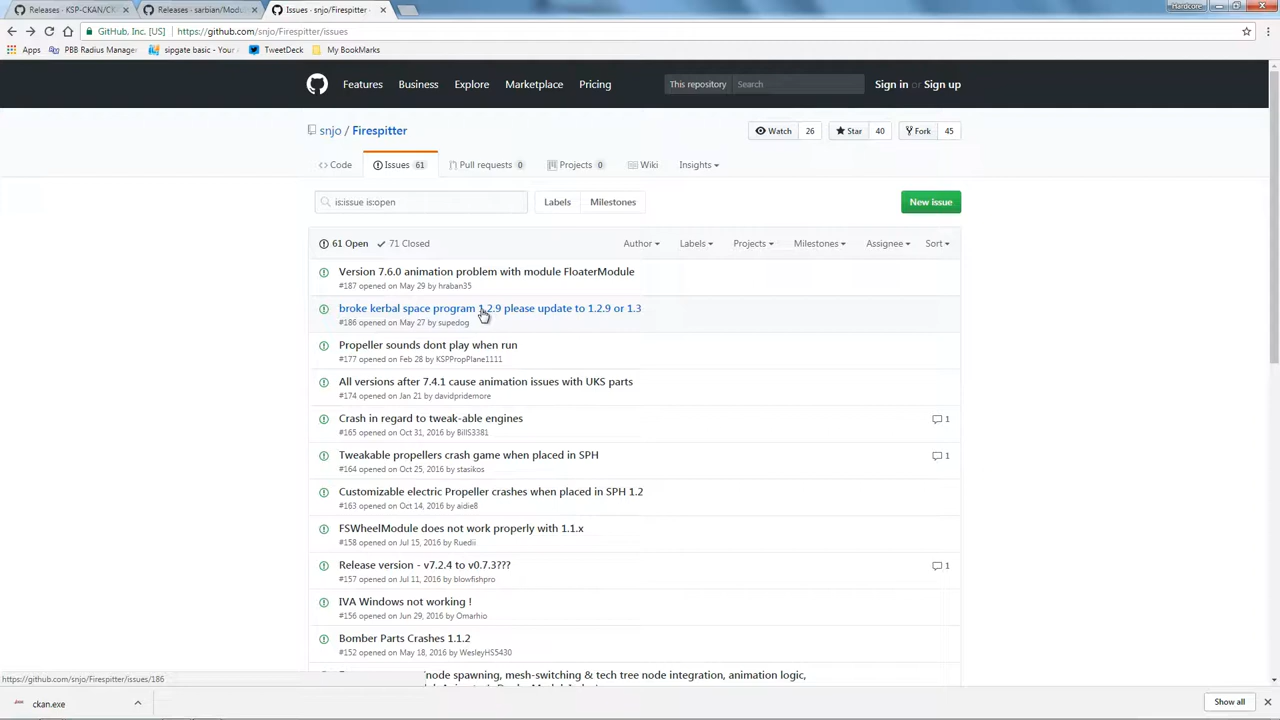 Releases · KSP-CKAN/CK
Releases · sarbian/Modu
Issues · snjo/Firespitter
Hardcore
GitHub, Inc. [US]
https://github.com/snjo/Firespitter/issues
Apps
PBB Radius Manager
sipgate basic - Your
TweetDeck
My BookMarks
Features
Business
Explore
Marketplace
Pricing
This repository
Search
Sign in or Sign up
snjo / Firespitter
Watch 26
Star 40
Fork 45
<> Code
Issues 61
Pull requests 0
Projects 0
Wiki
Insights
is:issue is:open
Labels
Milestones
New issue
61 Open
71 Closed
Author
Labels
Projects
Milestones
Assignee
Sort
Version 7.6.0 animation problem with module FloaterModule
#187 opened on May 29 by hraban35
broke kerbal space program 1.2.9 please update to 1.2.9 or 1.3
#186 opened on May 27 by supedog
Propeller sounds dont play when run
#177 opened on Feb 28 by KSPPropPlane1111
All versions after 7.4.1 cause animation issues with UKS parts
#174 opened on Jan 21 by davidpridemore
Crash in regard to tweak-able engines
1
#165 opened on Oct 31, 2016 by BillS3381
Tweakable propellers crash game when placed in SPH
1
#164 opened on Oct 25, 2016 by stasikos
Customizable electric Propeller crashes when placed in SPH 1.2
#163 opened on Oct 14, 2016 by aidie8
FSWheelModule does not work properly with 1.1.x
#158 opened on Jul 15, 2016 by Ruedii
Release version - v7.2.4 to v0.7.3???
1
#157 opened on Jul 11, 2016 by blowfishpro
IVA Windows not working !
#156 opened on Jun 29, 2016 by Omarhio
Bomber Parts Crashes 1.1.2
#152 opened on May 18, 2016 by WesleyHS5430
node spawning, mesh-switching & tech tree node integration, animation logic,
https://github.com/snjo/Firespitter/issues/186
ckan.exe
Show all